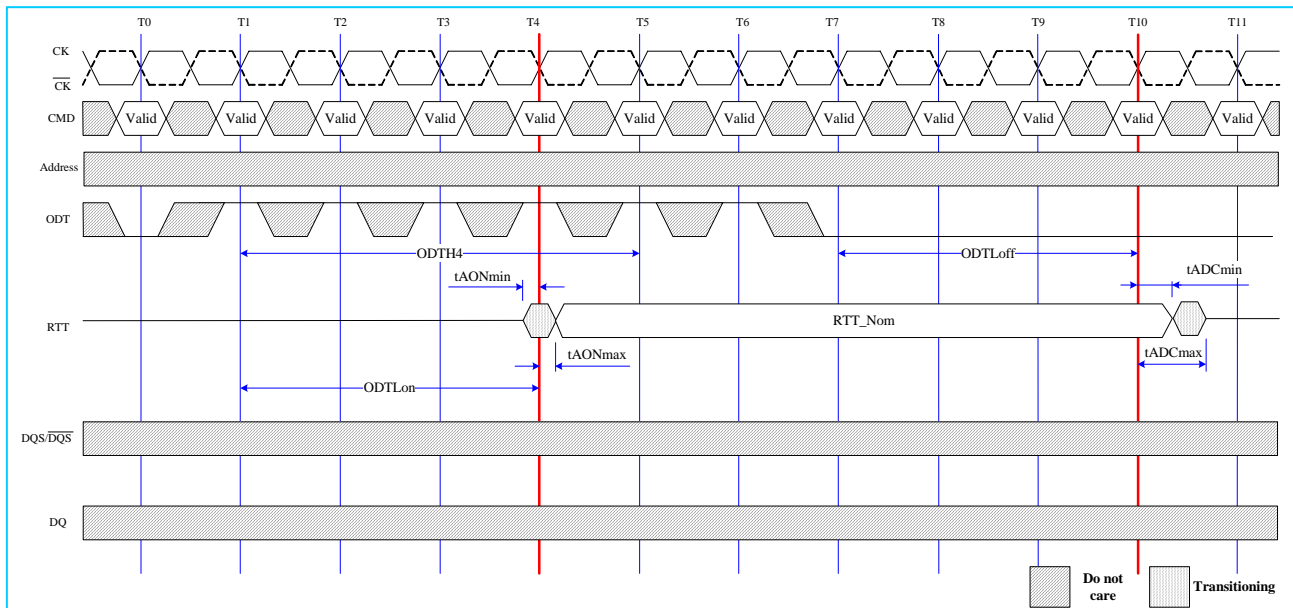 T0 T1 T2 T3 T4 T5 T6 T7 T8 T9 T10 T11
CK
CK
CMD Valid Valid Valid Valid Valid Valid Valid Valid Valid Valid Valid Valid
Address
ODT
ODTH4 ODTLoff
tAONmin tADCmin
RTT RTT_Nom
tAONmax tADCmax
ODTLon
DQS/DQS
DQ
Do not care
Transitioning